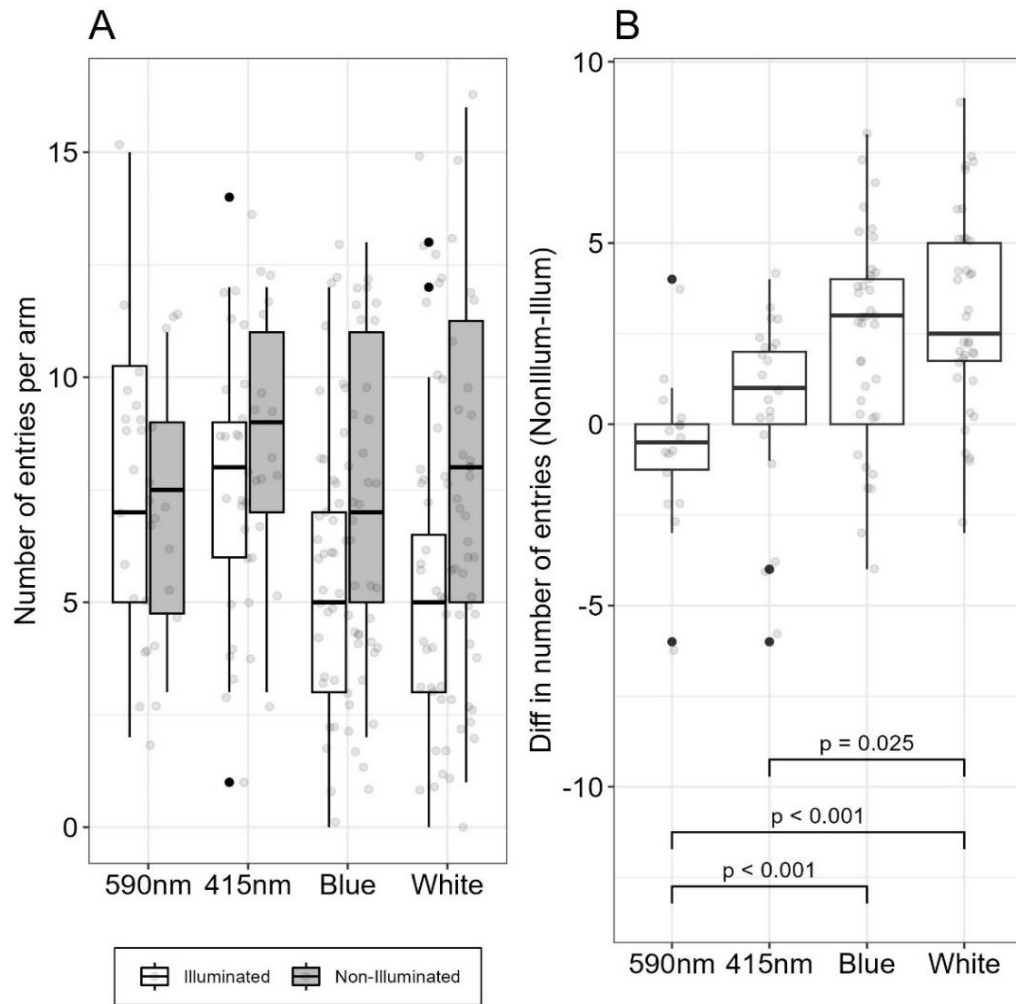 A
B
Number of entries per arm
15
10
5
0
590nm 415nm Blue White
Illuminated Non-Illuminated
Diff in number of entries (NonIllum-Illum)
10
5
0
-5
-10
p = 0.025
p < 0.001
p < 0.001
590nm 415nm Blue White